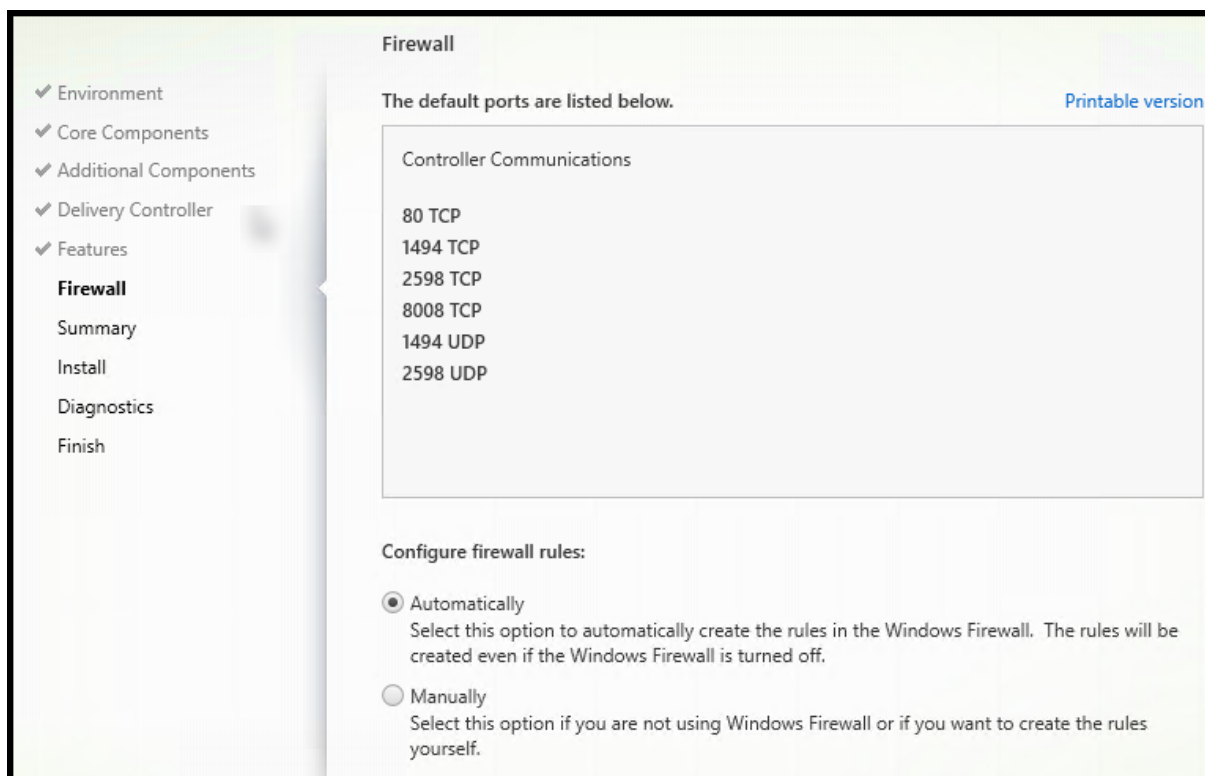 Environment
Core Components
Additional Components
Delivery Controller
Features
Firewall
Summary
Install
Diagnostics
Finish
Firewall
The default ports are listed below.
Printable version
Controller Communications
80 TCP
1494 TCP
2598 TCP
8008 TCP
1494 UDP
2598 UDP
Configure firewall rules:
Automatically
Select this option to automatically create the rules in the Windows Firewall.  The rules will be
created even if the Windows Firewall is turned off.
Manually
Select this option if you are not using Windows Firewall or if you want to create the rules
yourself.